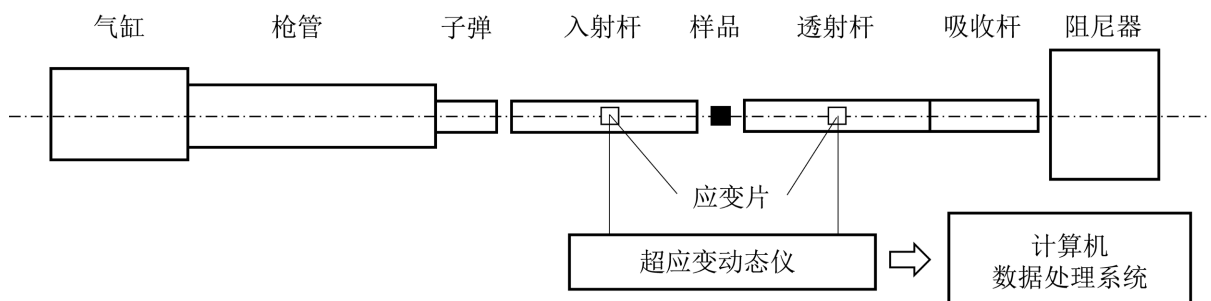 气缸 枪管 子弹 入射杆 样品 透射杆 吸收杆 阻尼器
应变片
超应变动态仪
计算机
数据处理系统